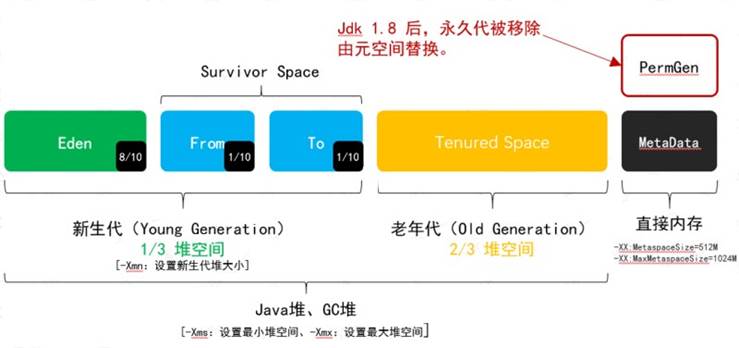 Jdk 1.8 后，永久代被移除
由元空间替换。
PermGen
Survivor Space
Eden
8/10
From
1/10
To
1/10
Tenured Space
MetaData
新生代（Young Generation）
1/3 堆空间
[-Xmn：设置新生代堆大小]
老年代（Old Generation）
2/3 堆空间
直接内存
-XX:MetaspaceSize=512M
-XX:MaxMetaspaceSize=1024M
Java堆、GC堆
[-Xms：设置最小堆空间、-Xmx：设置最大堆空间]